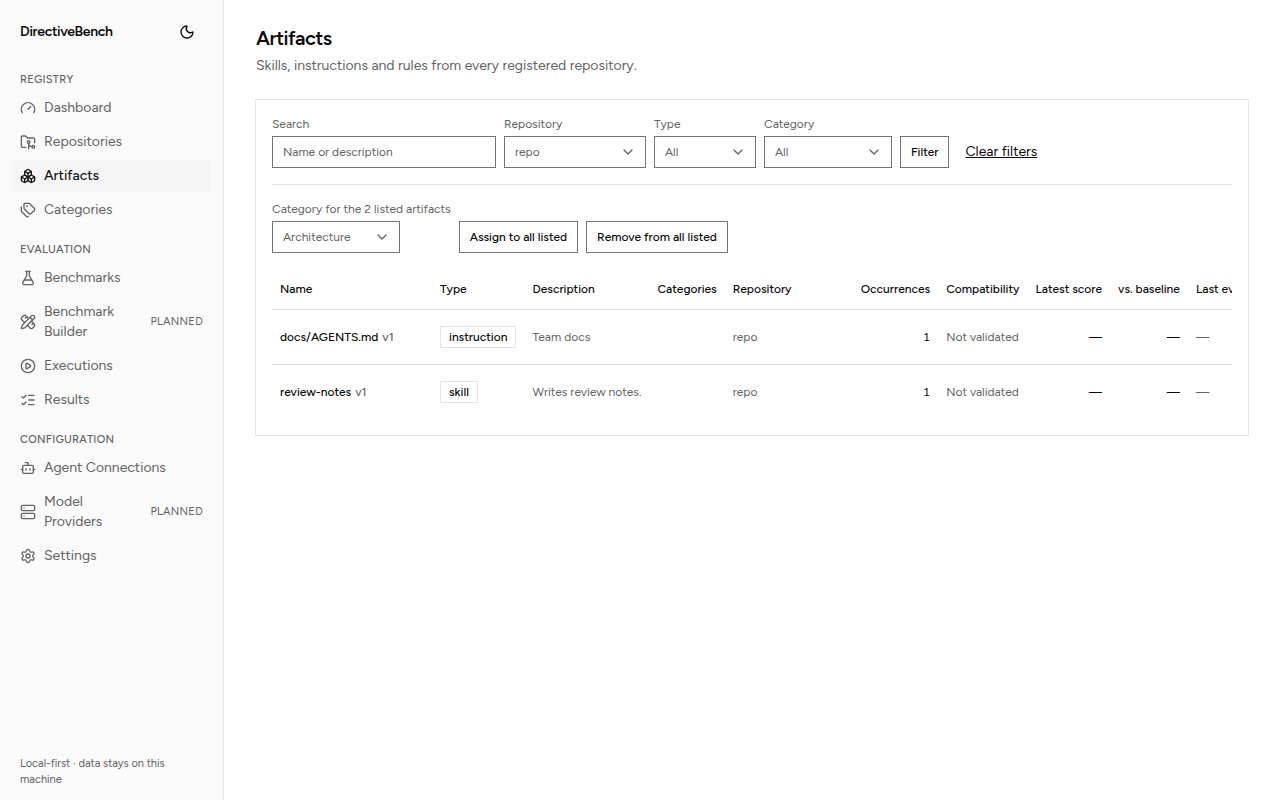 DirectiveBench
REGISTRY
Dashboard
Repositories
Artifacts
Categories
EVALUATION
Benchmarks
Benchmark
Builder
PLANNED
Executions
Results
CONFIGURATION
Agent Connections
Model
Providers
PLANNED
Settings
Local-first · data stays on this
machine
Artifacts
Skills, instructions and rules from every registered repository.
Search Repository Type Category
Name or description repo All All Filter Clear filters
Category for the 2 listed artifacts
Architecture Assign to all listed Remove from all listed
Name Type Description Categories Repository Occurrences Compatibility Latest score vs. baseline Last ev
docs/AGENTS.md v1 instruction Team docs repo 1 Not validated — — —
review-notes v1 skill Writes review notes. repo 1 Not validated — — —